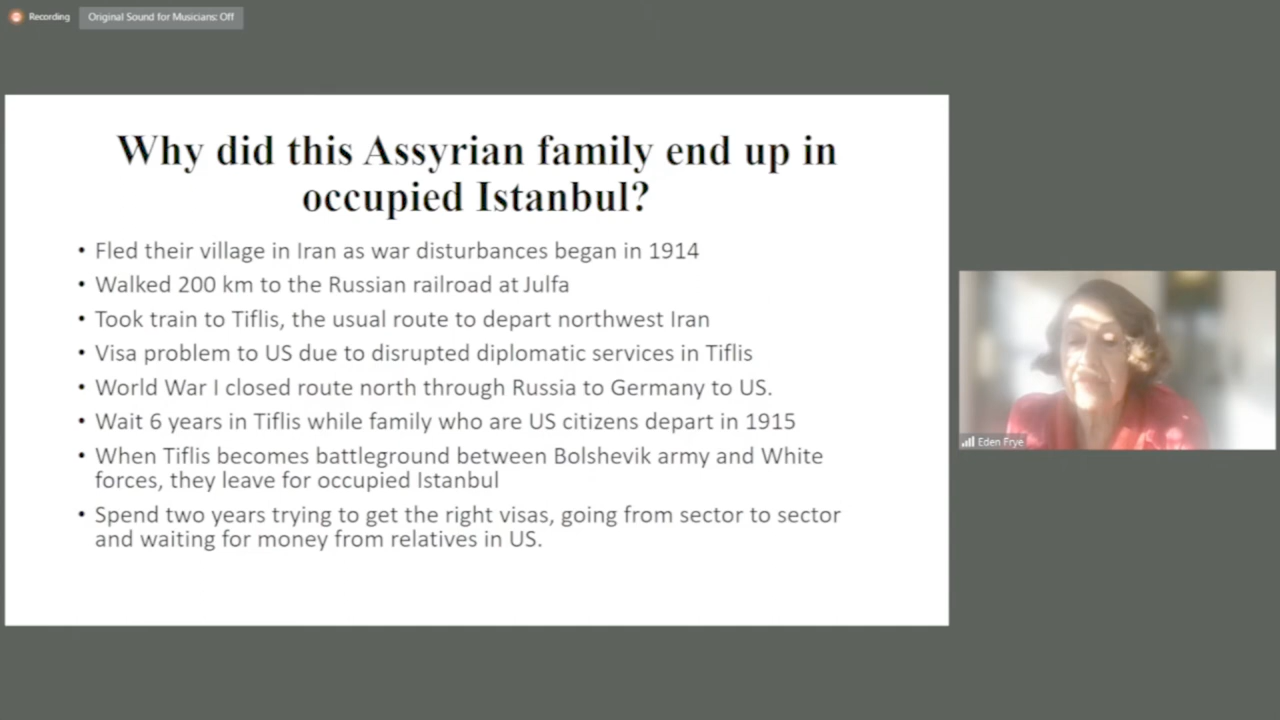 Recording
Original Sound for Musicians: Off
Why did this Assyrian family end up in
occupied Istanbul?
• Fled their village in Iran as war disturbances began in 1914
• Walked 200 km to the Russian railroad at Julfa
• Took train to Tiflis, the usual route to depart northwest Iran
• Visa problem to US due to disrupted diplomatic services in Tiflis
• World War I closed route north through Russia to Germany to US.
• Wait 6 years in Tiflis while family who are US citizens depart in 1915
• When Tiflis becomes battleground between Bolshevik army and White
forces, they leave for occupied Istanbul
• Spend two years trying to get the right visas, going from sector to sector
and waiting for money from relatives in US.
Eden Frye